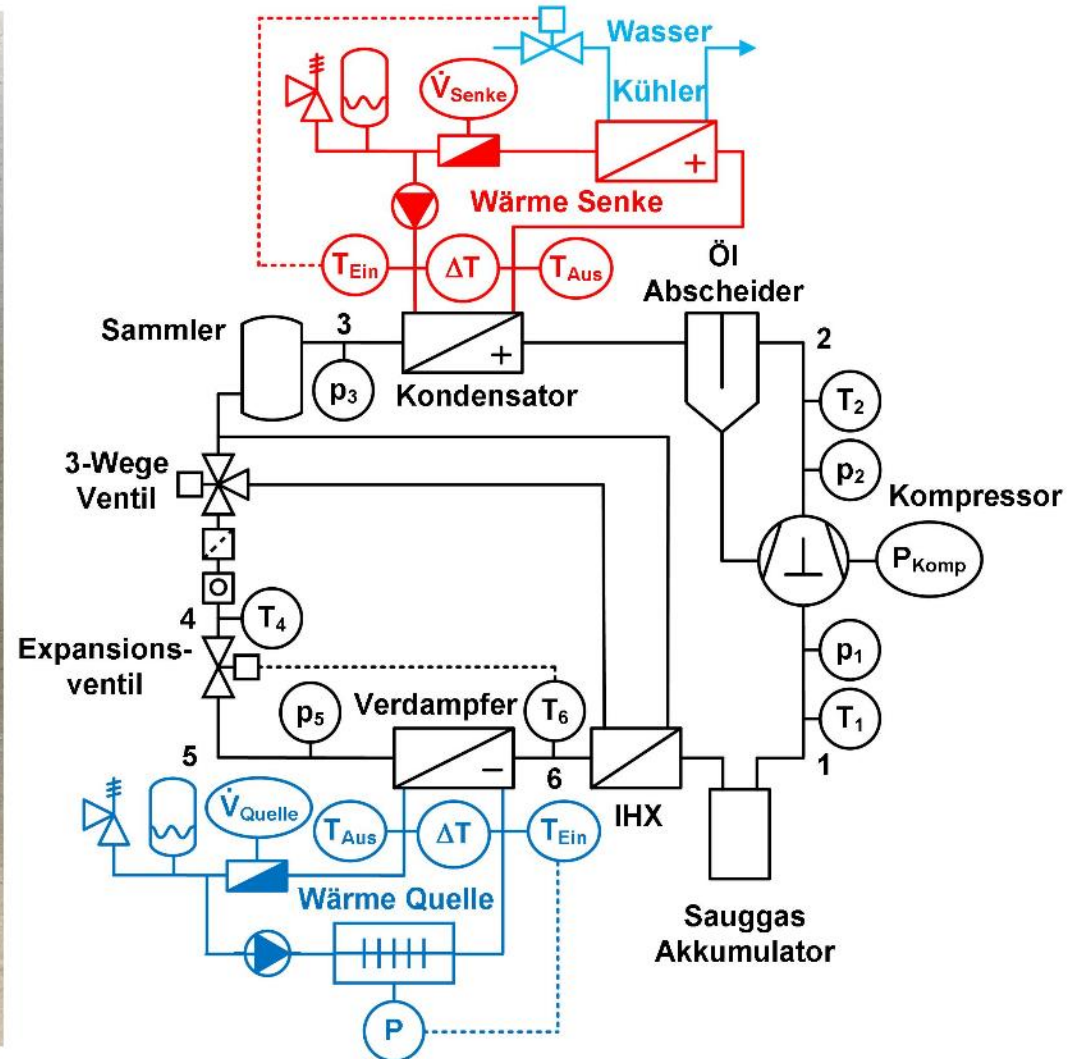 Wasser
Kühler
V̇Senke
+
Wärme Senke
TEin
ΔT
TAus
Öl
Abscheider
Sammler
3
2
+
p3
Kondensator
T2
3-Wege
Ventil
p2
Kompressor
PKomp
4
T4
Expansions-
ventil
p1
Verdampfer
p5
T6
T1
5
−
6
1
IHX
V̇Quelle
TAus
ΔT
TEin
Wärme Quelle
Sauggas
Akkumulator
P